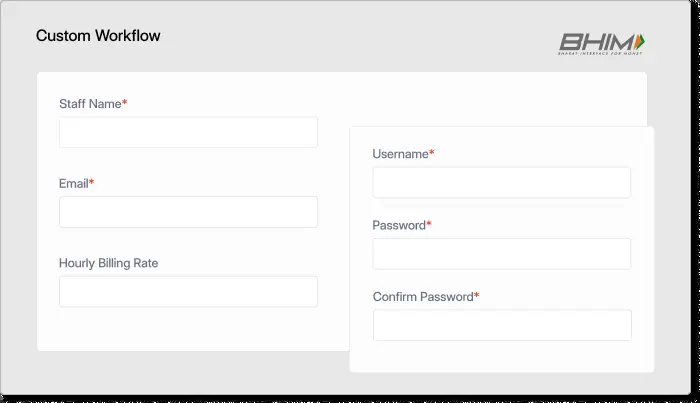 Custom Workflow
BHIM
BHARAT INTERFACE FOR MONEY
Staff Name*
Email*
Hourly Billing Rate
Username*
Password*
Confirm Password*